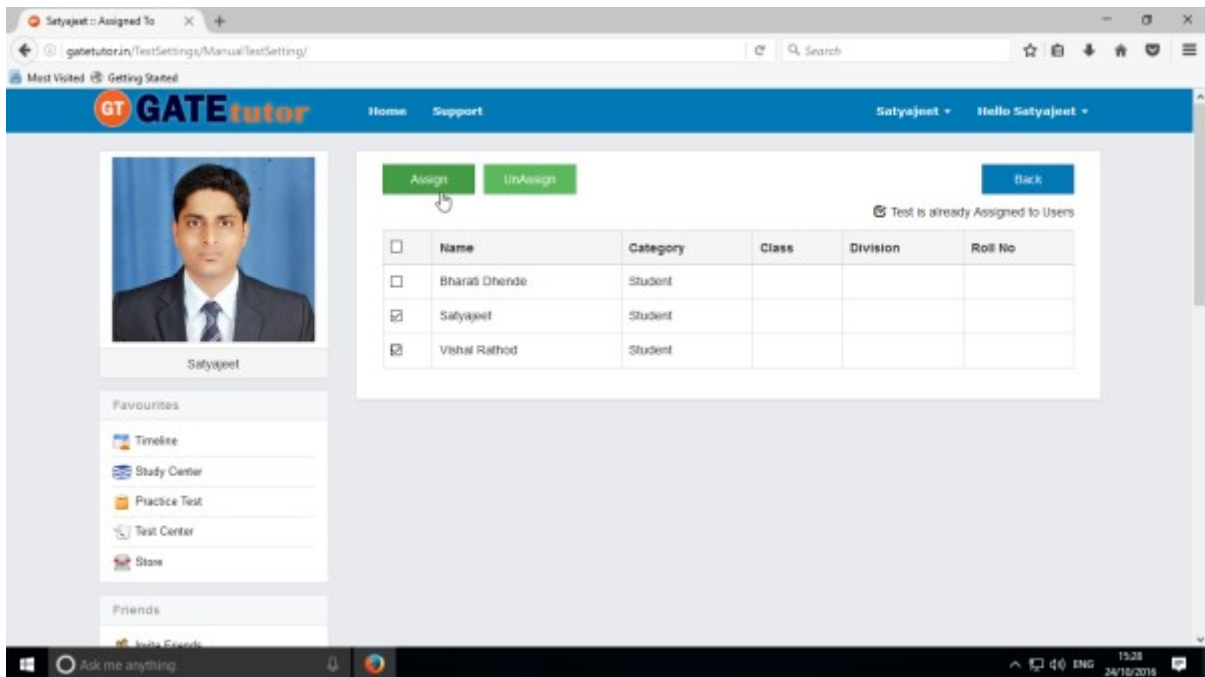 Satyajeet :: Assigned To
gatetutor.in/TestSettings/ManualTestSetting/
Search
Most Visited Getting Started
GT GATEtutor Home Support Satyajeet Hello Satyajeet
Assign UnAssign Back
Test is already Assigned to Users
Name Category Class Division Roll No
Bharati Dhende Student
Satyajeet Student
Vishal Rathod Student
Satyajeet
Favourites
Timeline
Study Center
Practice Test
Test Center
Store
Friends
Invite Friends
Ask me anything ENG 15:28
24/10/2016